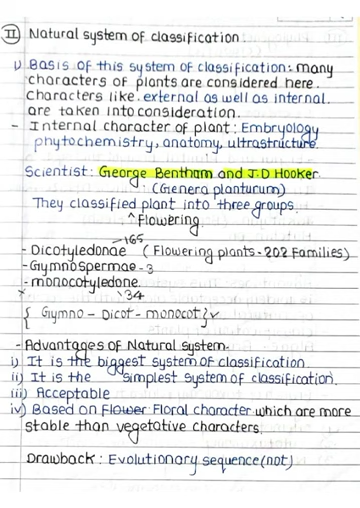 II Natural system of classification
i) Basis of this system of classification: many
characters of plants are considered here.
Characters like external as well as internal.
are taken into consideration.
- Internal character of plant: Embryology
phytochemistry, anatomy, ultrastructure.
Scientist: George Bentham and J.D Hooker
: (Genera planturum)
They classified plant into three groups.
^Flowering
165
- Dicotyledonae (Flowering plants - 202 Families)
- Gymnospermae - 3
- monocotyledone.
34
{ Gymno - Dicot - monocot}
- Advantages of Natural system-
i) It is the biggest system of classification
ii) It is the simplest system of classification.
iii) Acceptable
iv) Based on Flower Floral character which are more
stable than vegetative characters.
Drawback: Evolutionary sequence (not)